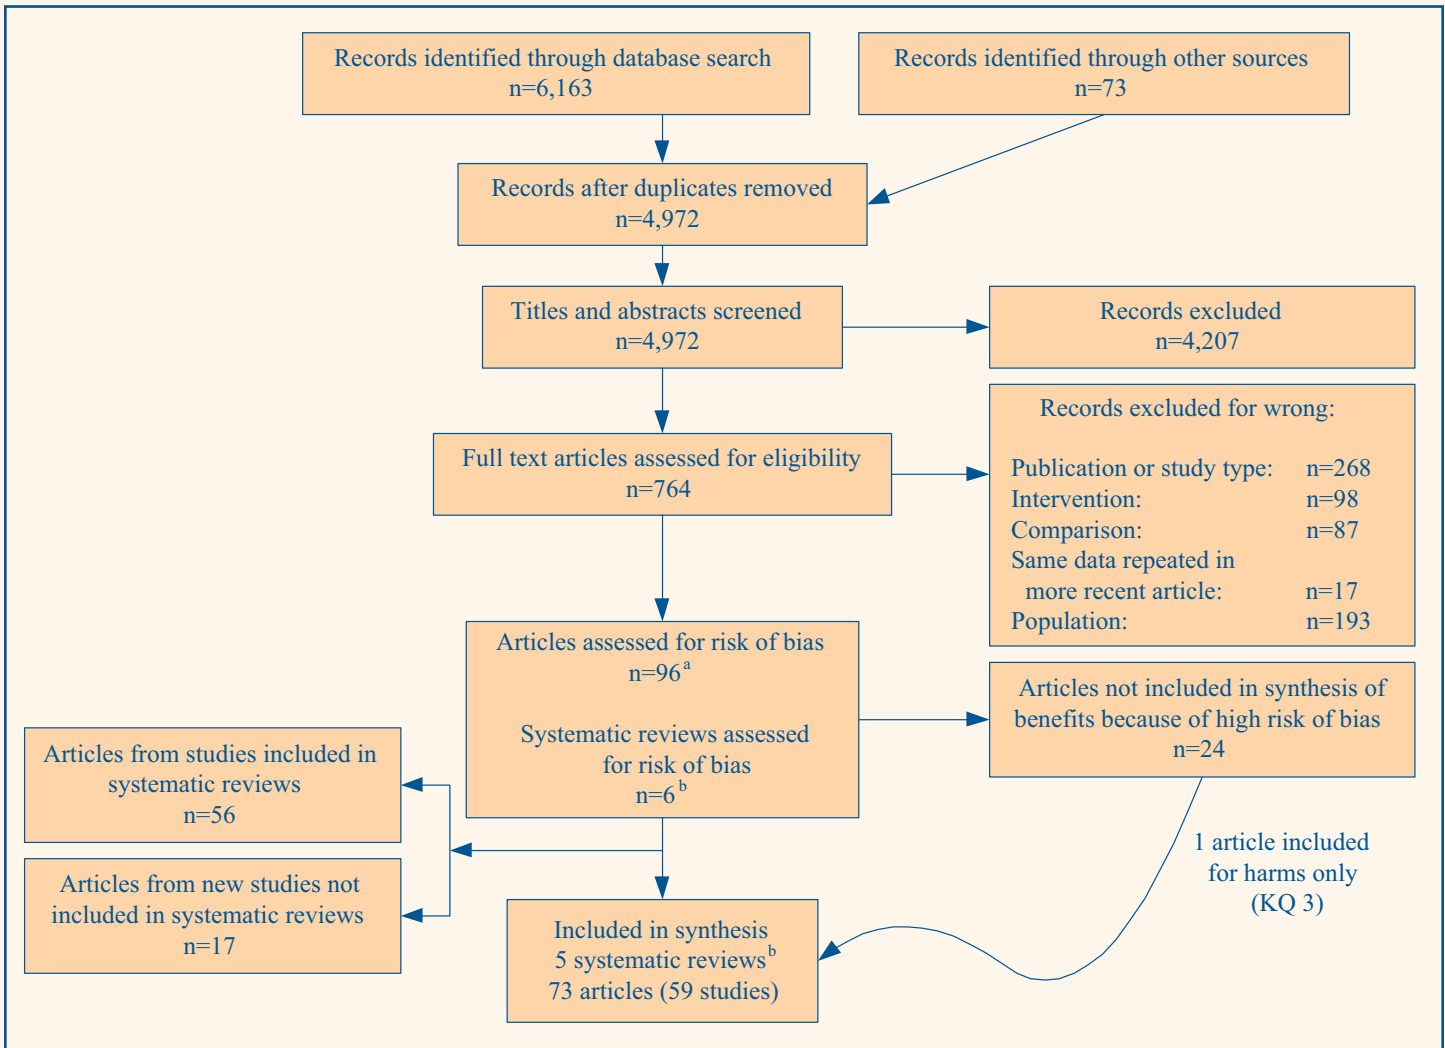 Records identified through database search
n=6,163
Records identified through other sources
n=73
Records after duplicates removed
n=4,972
Titles and abstracts screened
n=4,972
Records excluded
n=4,207
Full text articles assessed for eligibility
n=764
Records excluded for wrong:
Publication or study type: n=268
Intervention: n=98
Comparison: n=87
Same data repeated in
more recent article: n=17
Population: n=193
Articles assessed for risk of bias
n=96a
Systematic reviews assessed
for risk of bias
n=6b
Articles not included in synthesis of
benefits because of high risk of bias
n=24
Articles from studies included in
systematic reviews
n=56
Articles from new studies not
included in systematic reviews
n=17
1 article included
for harms only
(KQ 3)
Included in synthesis
5 systematic reviewsb
73 articles (59 studies)